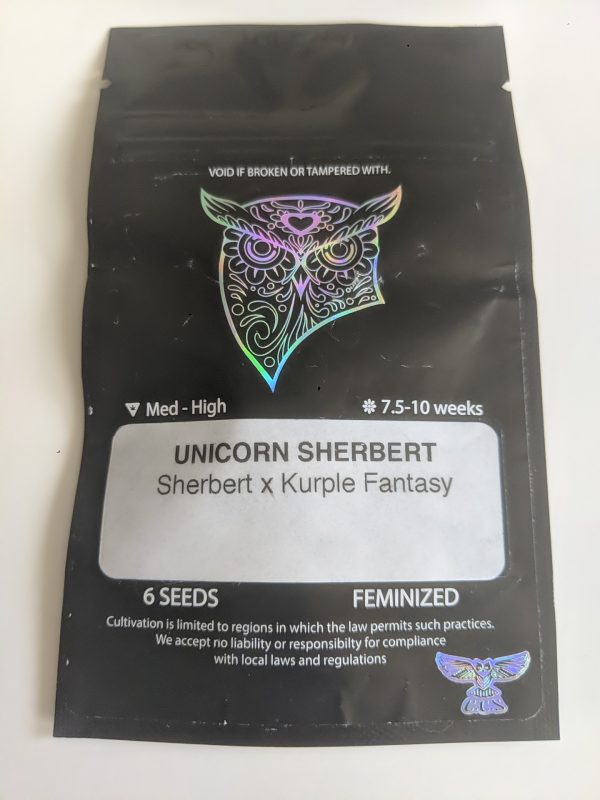 VOID IF BROKEN OR TAMPERED WITH.
Med - High
7.5-10 weeks
UNICORN SHERBERT
Sherbert x Kurple Fantasy
6 SEEDS
FEMINIZED
Cultivation is limited to regions in which the law permits such practices.
We accept no liability or responsibilty for compliance
with local laws and regulations